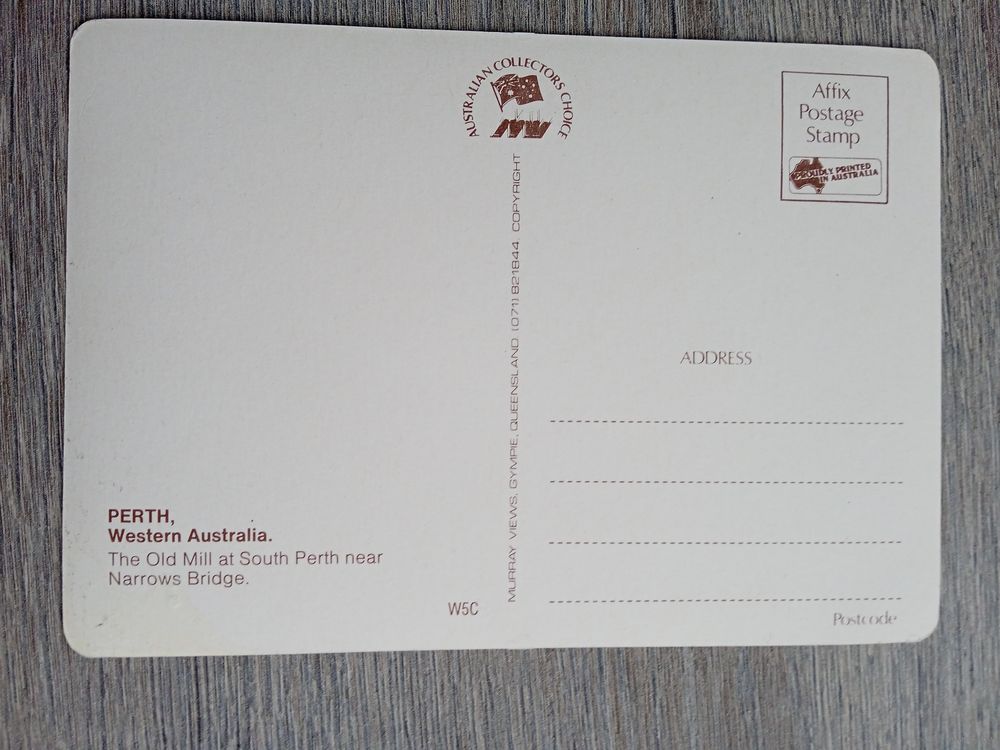 AUSTRALIAN COLLECTORS CHOICE
Affix
Postage
Stamp
PROUDLY PRINTED
IN AUSTRALIA
MURRAY VIEWS, GYMPIE, QUEENSLAND. (071) 821844. COPYRIGHT
ADDRESS
PERTH,
Western Australia.
The Old Mill at South Perth near
Narrows Bridge.
W5C
Postcode